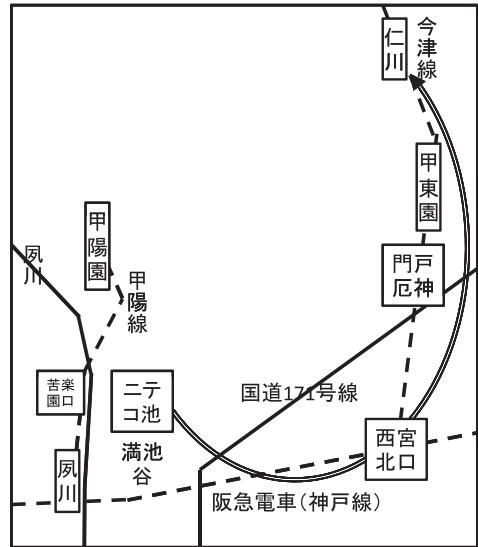 仁川
今津線
甲東園
門戸
厄神
甲陽園
甲陽線
夙川
苦楽
園口
ニテ
コ池
国道171号線
満池
谷
西宮
北口
夙川
阪急電車(神戸線)